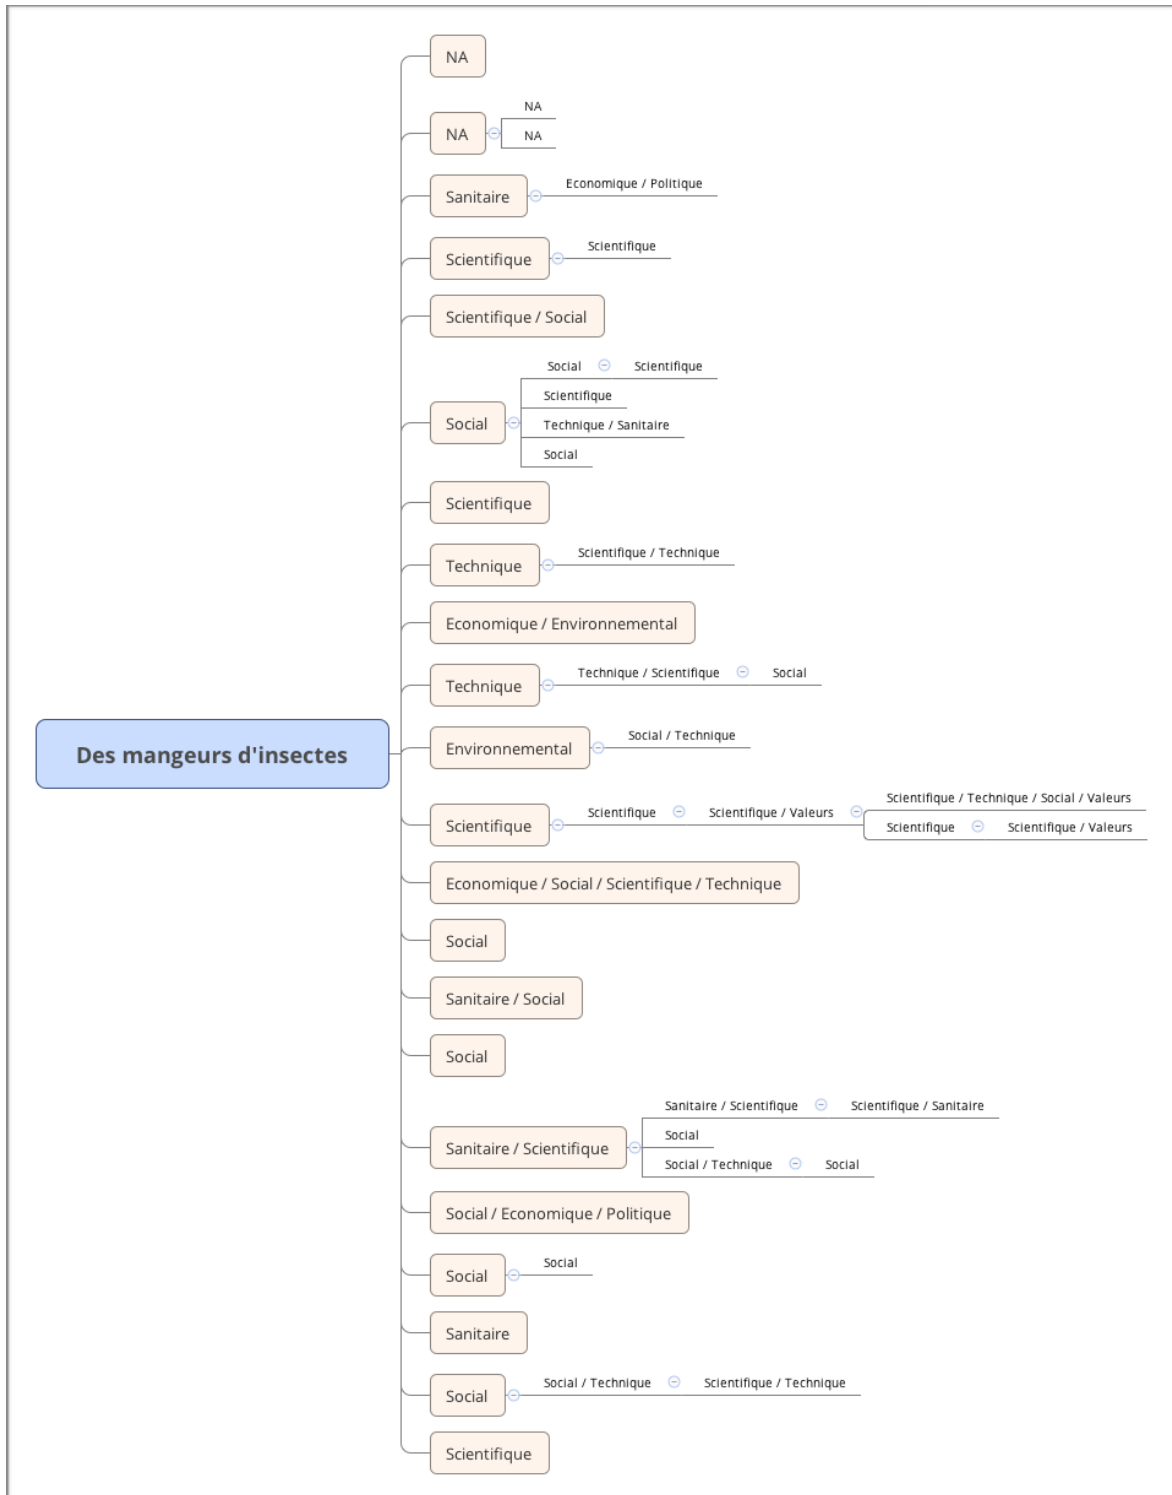 NA
NA
NA
NA
Sanitaire
Economique / Politique
Scientifique
Scientifique
Scientifique / Social
Social
Social
Scientifique
Scientifique
Technique / Sanitaire
Social
Scientifique
Technique
Scientifique / Technique
Economique / Environnemental
Technique
Technique / Scientifique
Social
Des mangeurs d'insectes
Environnemental
Social / Technique
Scientifique
Scientifique
Scientifique / Valeurs
Scientifique / Technique / Social / Valeurs
Scientifique
Scientifique / Valeurs
Economique / Social / Scientifique / Technique
Social
Sanitaire / Social
Social
Sanitaire / Scientifique
Sanitaire / Scientifique
Scientifique / Sanitaire
Social
Social / Technique
Social
Social / Economique / Politique
Social
Social
Sanitaire
Social
Social / Technique
Scientifique / Technique
Scientifique